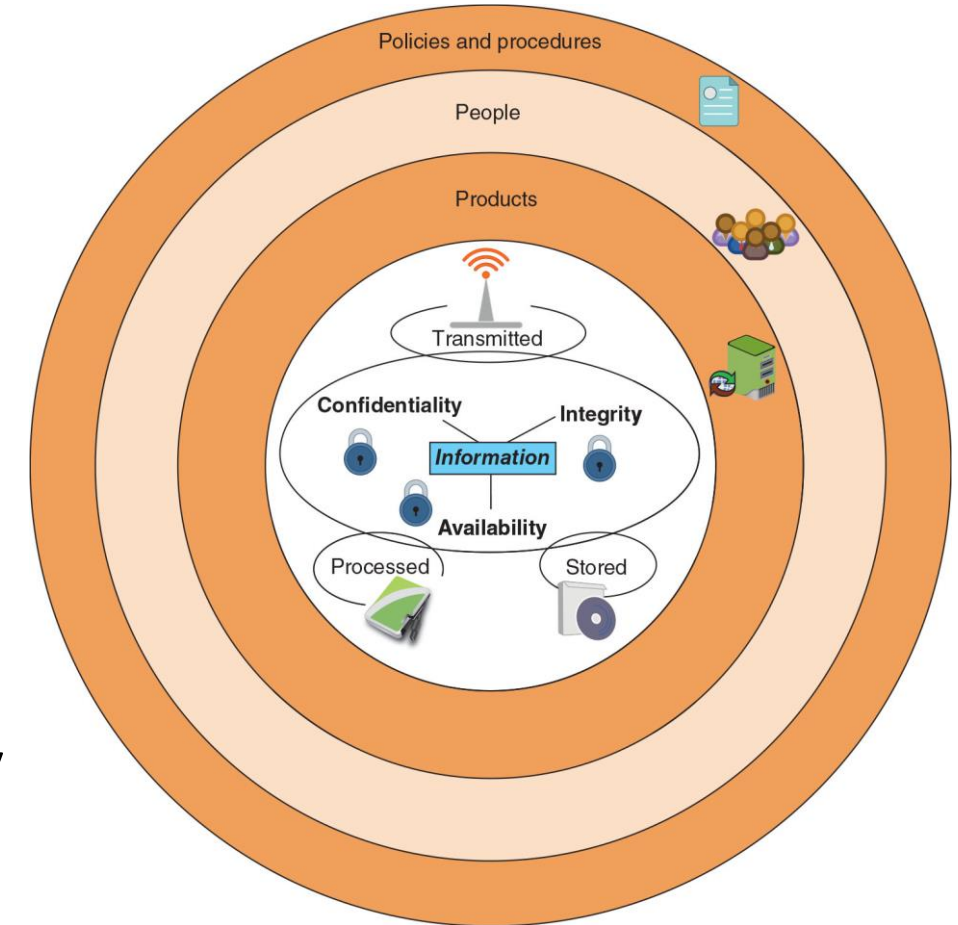 Policies and procedures
People
Products
Transmitted
Confidentiality
Integrity
Information
Availability
Processed
Stored